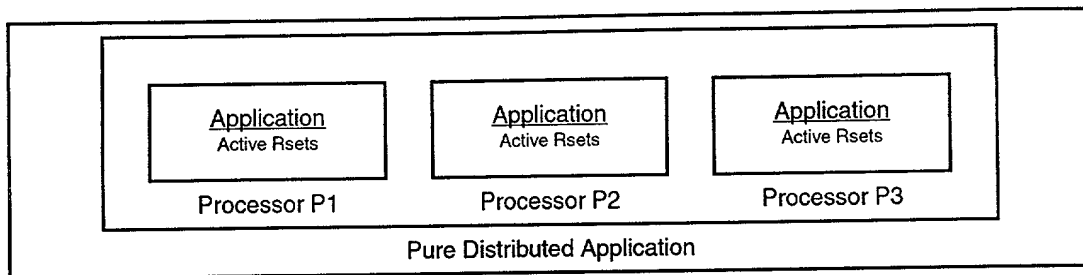 Application Application Application
Active Rsets Active Rsets Active Rsets
Processor P1 Processor P2 Processor P3
Pure Distributed Application